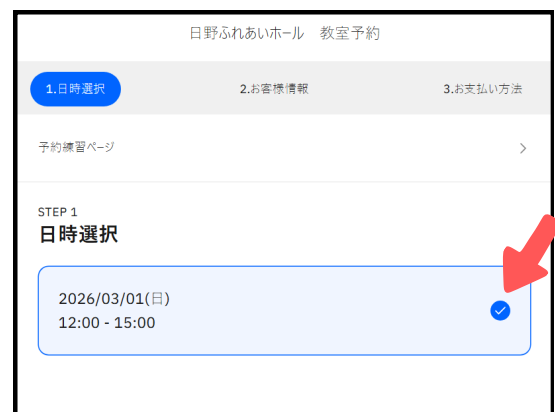 日野ふれあいホール　教室予約
1.日時選択 2.お客様情報 3.お支払い方法
予約練習ページ
STEP 1
日時選択
2026/03/01(日)
12:00 - 15:00